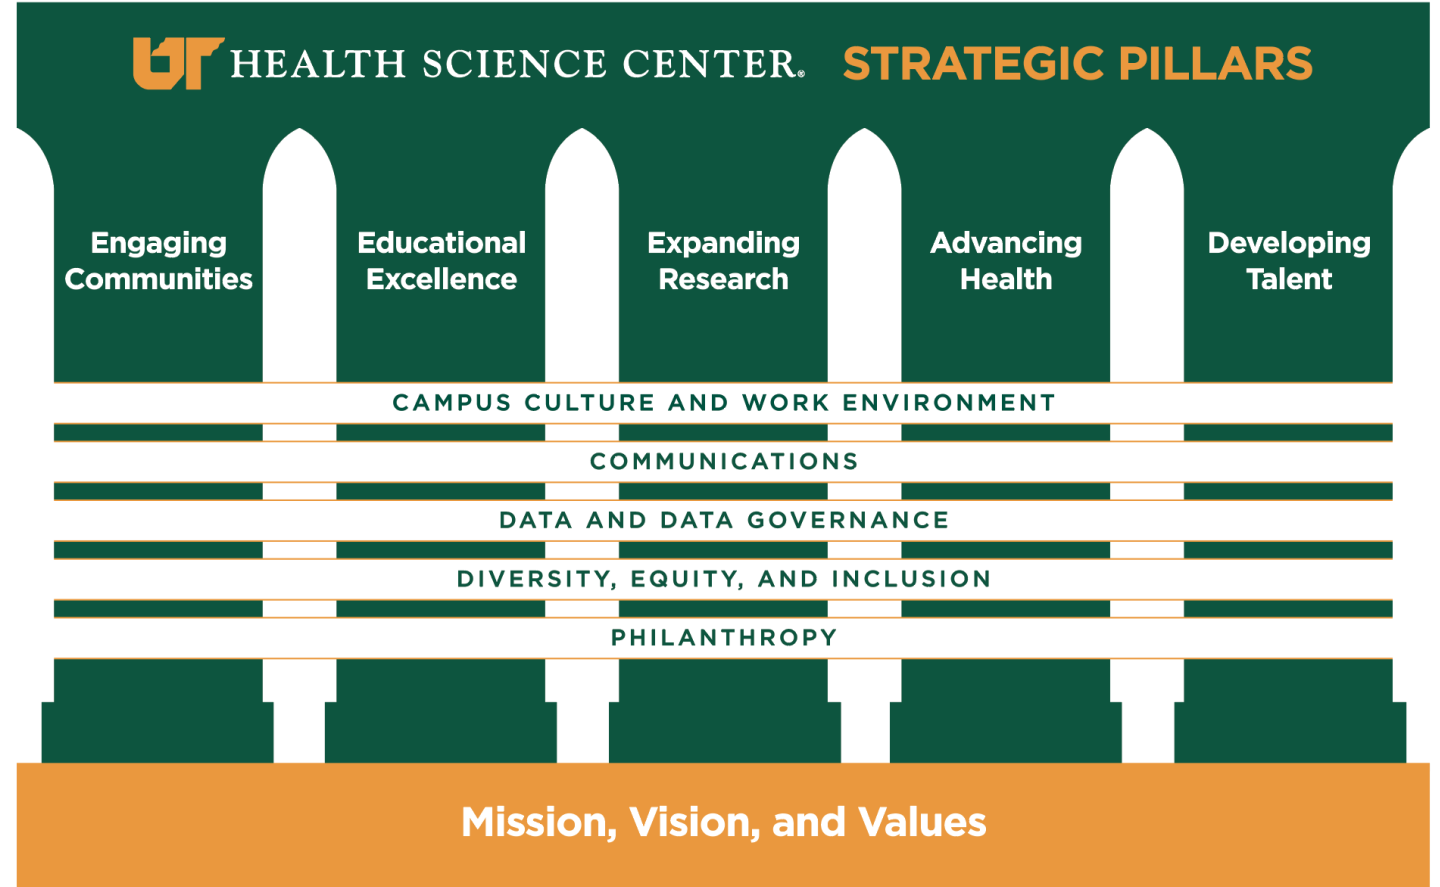 UT HEALTH SCIENCE CENTER® STRATEGIC PILLARS
Engaging
Communities
Educational
Excellence
Expanding
Research
Advancing
Health
Developing
Talent
CAMPUS CULTURE AND WORK ENVIRONMENT
COMMUNICATIONS
DATA AND DATA GOVERNANCE
DIVERSITY, EQUITY, AND INCLUSION
PHILANTHROPY
Mission, Vision, and Values